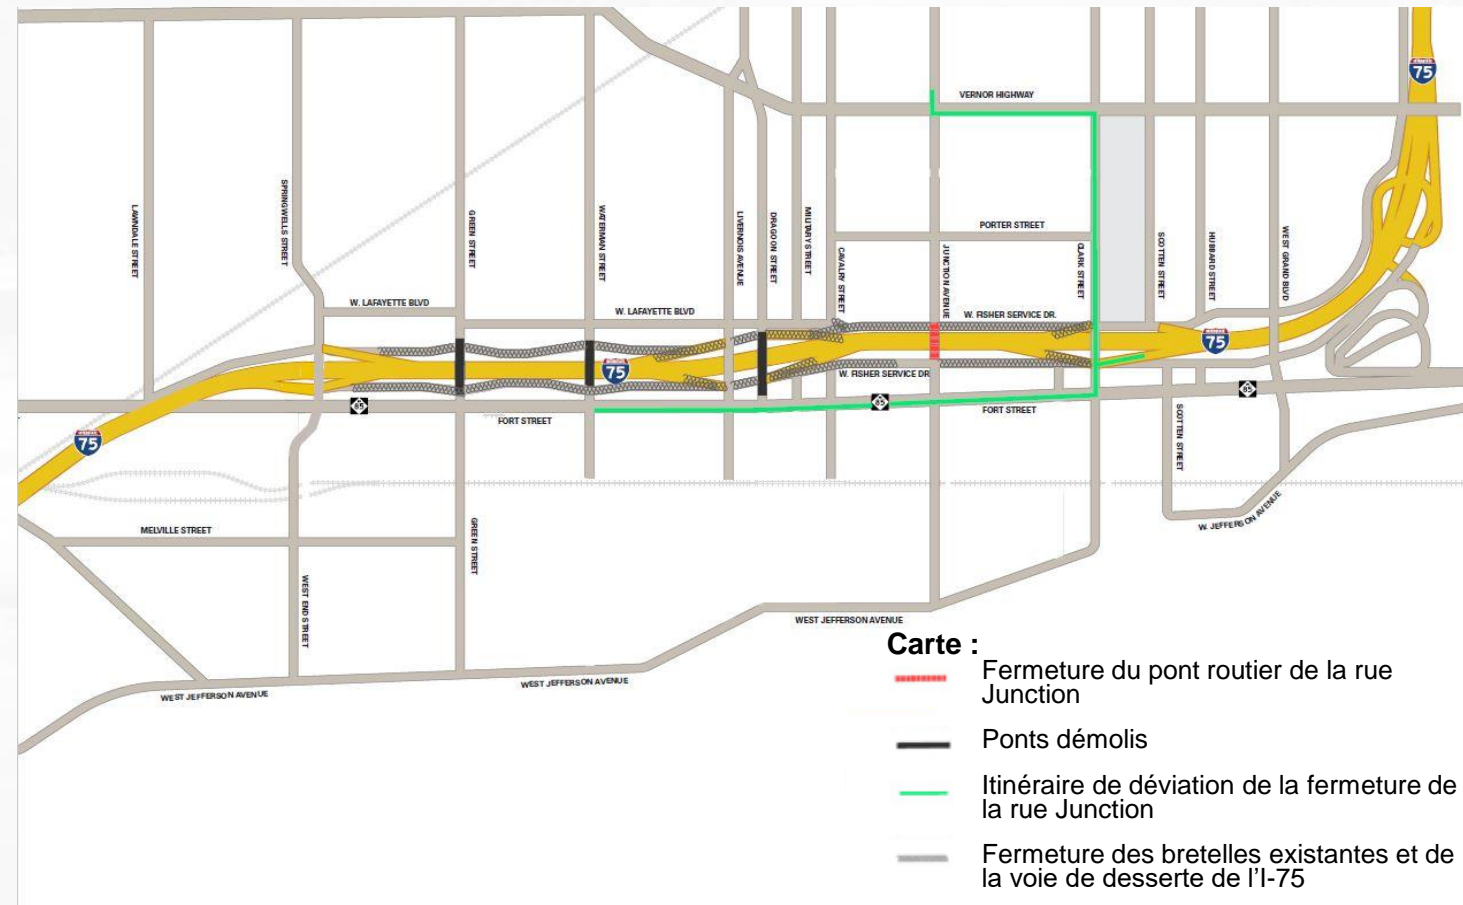 75
VERNOR HIGHWAY
LAWNDALE STREET
SPRINGWELLS STREET
GREEN STREET
WATERMAN STREET
LIVERNOIS AVENUE
DRAGOON STREET
MILITARY STREET
CAVALRY STREET
JUNCTION AVENUE
PORTER STREET
CLARK STREET
SCOTTEN STREET
HUBBARD STREET
WEST GRAND BLVD
W. LAFAYETTE BLVD
W. LAFAYETTE BLVD
W. FISHER SERVICE DR.
75
75
W. FISHER SERVICE DR
85
85
85
FORT STREET
FORT STREET
SCOTTEN STREET
75
MELVILLE STREET
GREEN STREET
W. JEFFERSON AVENUE
WEST END STREET
WEST JEFFERSON AVENUE
WEST JEFFERSON AVENUE
WEST JEFFERSON AVENUE
Carte :
Fermeture du pont routier de la rue
Junction
Ponts démolis
Itinéraire de déviation de la fermeture de
la rue Junction
Fermeture des bretelles existantes et de
la voie de desserte de l'I-75